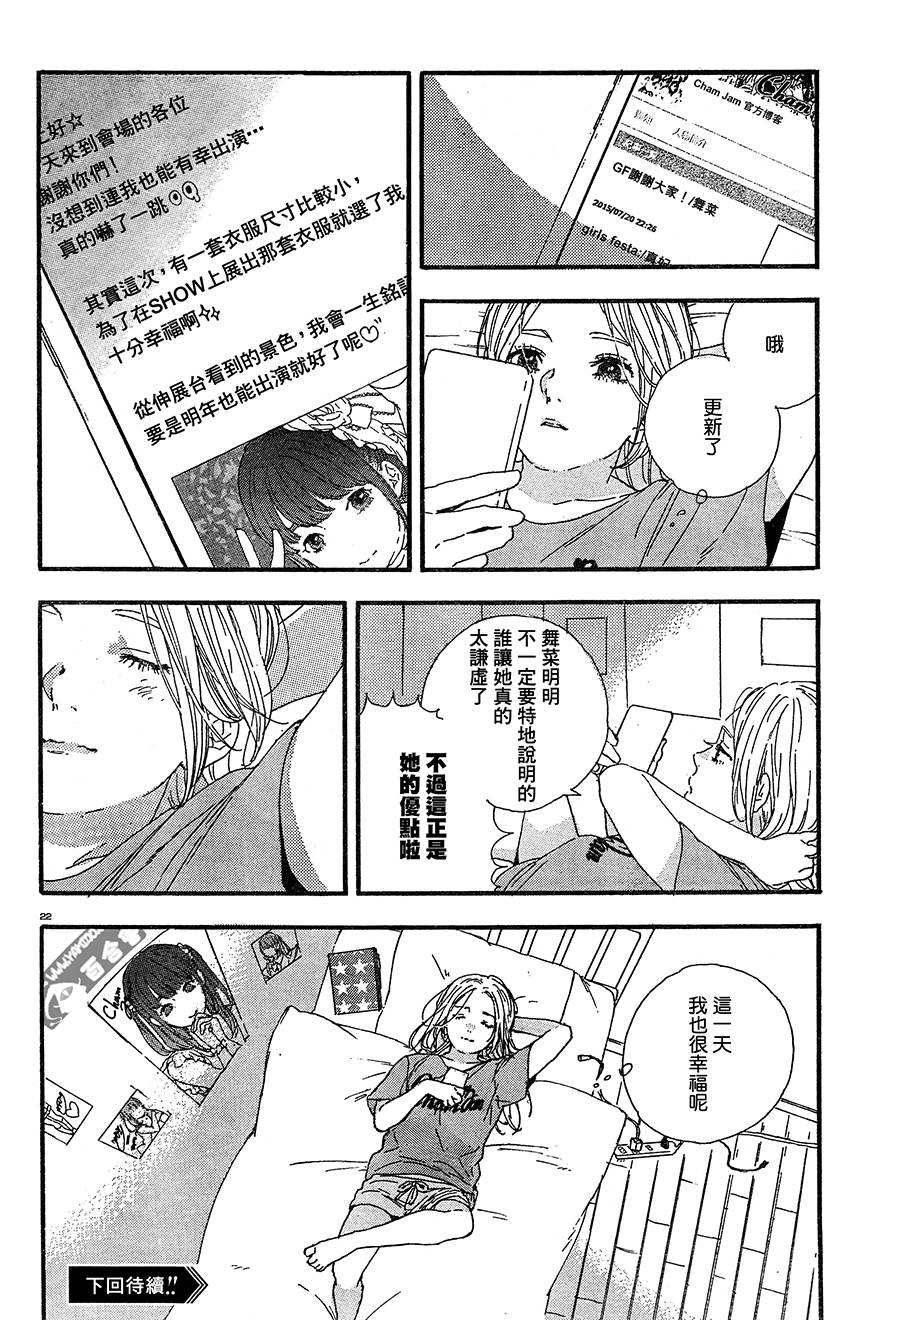 Cham
Cham Jam 官方博客
GF謝謝大家！/舞菜
2015/07/20 22:26
girls festa:/真妃
哦
更新了
上好☆
天來到會場的各位
謝謝你們！
沒想到連我也能有幸出演…
真的嚇了一跳
其實這次，有一套衣服尺寸比較小，
為了在SHOW上展出那套衣服就選了我
十分幸福啊
從伸展台看到的景色，我會一生銘記
要是明年也能出演就好了呢♡"
舞菜明明
不一定要特地說明的
誰讓她真的
太謙虛了
不過這正是
她的優點啦
22
百合會
Cham
這一天
我也很幸福呢
下回待續!!